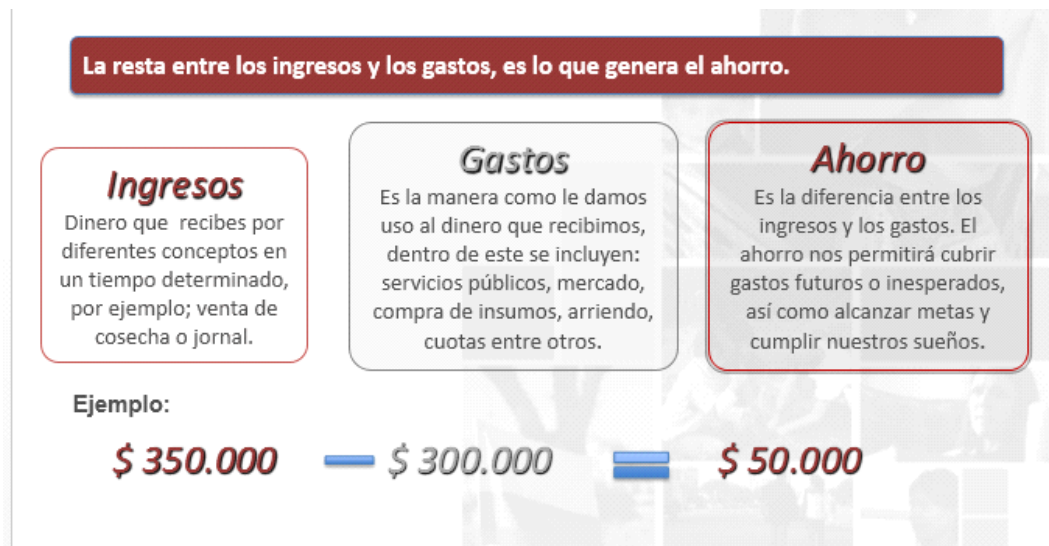 La resta entre los ingresos y los gastos, es lo que genera el ahorro.
Ingresos
Dinero que recibes por
diferentes conceptos en
un tiempo determinado,
por ejemplo; venta de
cosecha o jornal.
Gastos
Es la manera como le damos
uso al dinero que recibimos,
dentro de este se incluyen:
servicios públicos, mercado,
compra de insumos, arriendo,
cuotas entre otros.
Ahorro
Es la diferencia entre los
ingresos y los gastos. El
ahorro nos permitirá cubrir
gastos futuros o inesperados,
así como alcanzar metas y
cumplir nuestros sueños.
Ejemplo:
$ 350.000 — $ 300.000 = $ 50.000